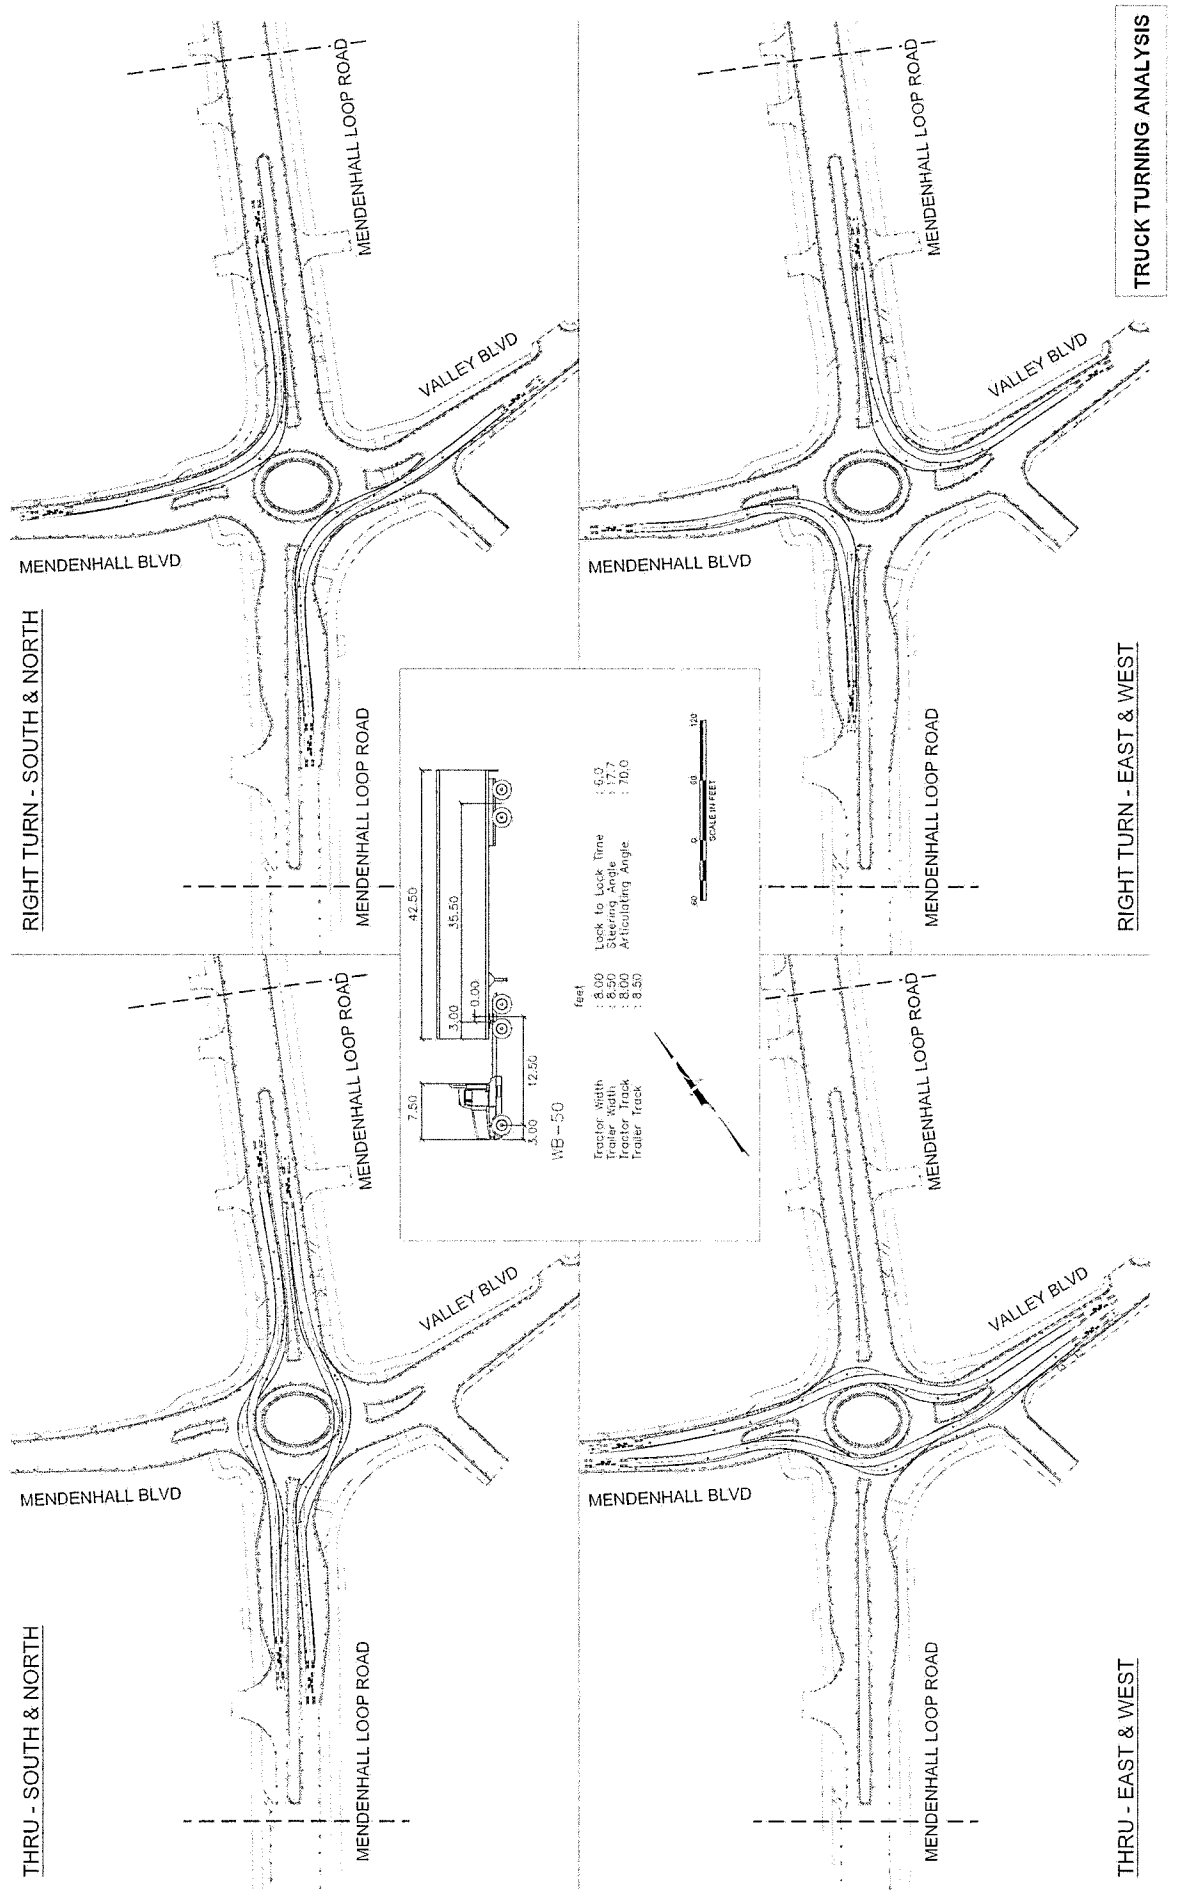 THRU - SOUTH & NORTH
MENDENHALL BLVD
MENDENHALL LOOP ROAD
MENDENHALL LOOP ROAD
VALLEY BLVD
RIGHT TURN - SOUTH & NORTH
MENDENHALL BLVD
MENDENHALL LOOP ROAD
MENDENHALL LOOP ROAD
VALLEY BLVD
7.50
42.50
3.00
35.50
0.00
3.00
12.50
WB-50
feet
Tractor Width : 8.00
Trailer Width : 8.50
Tractor Track : 8.00
Trailer Track : 8.50
Lock to Lock Time : 6.0
Steering Angle : 17.7
Articulating Angle : 70.0
60 0 60 120
SCALE IN FEET
MENDENHALL BLVD
MENDENHALL LOOP ROAD
MENDENHALL LOOP ROAD
VALLEY BLVD
THRU - EAST & WEST
MENDENHALL BLVD
MENDENHALL LOOP ROAD
MENDENHALL LOOP ROAD
VALLEY BLVD
RIGHT TURN - EAST & WEST
TRUCK TURNING ANALYSIS